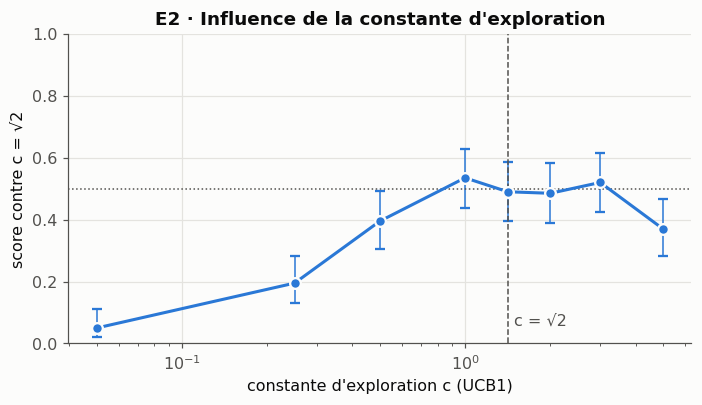 E2 · Influence de la constante d'exploration
score contre c = √2
1.0
0.8
0.6
0.4
0.2
0.0
c = √2
10⁻¹
10⁰
constante d'exploration c (UCB1)